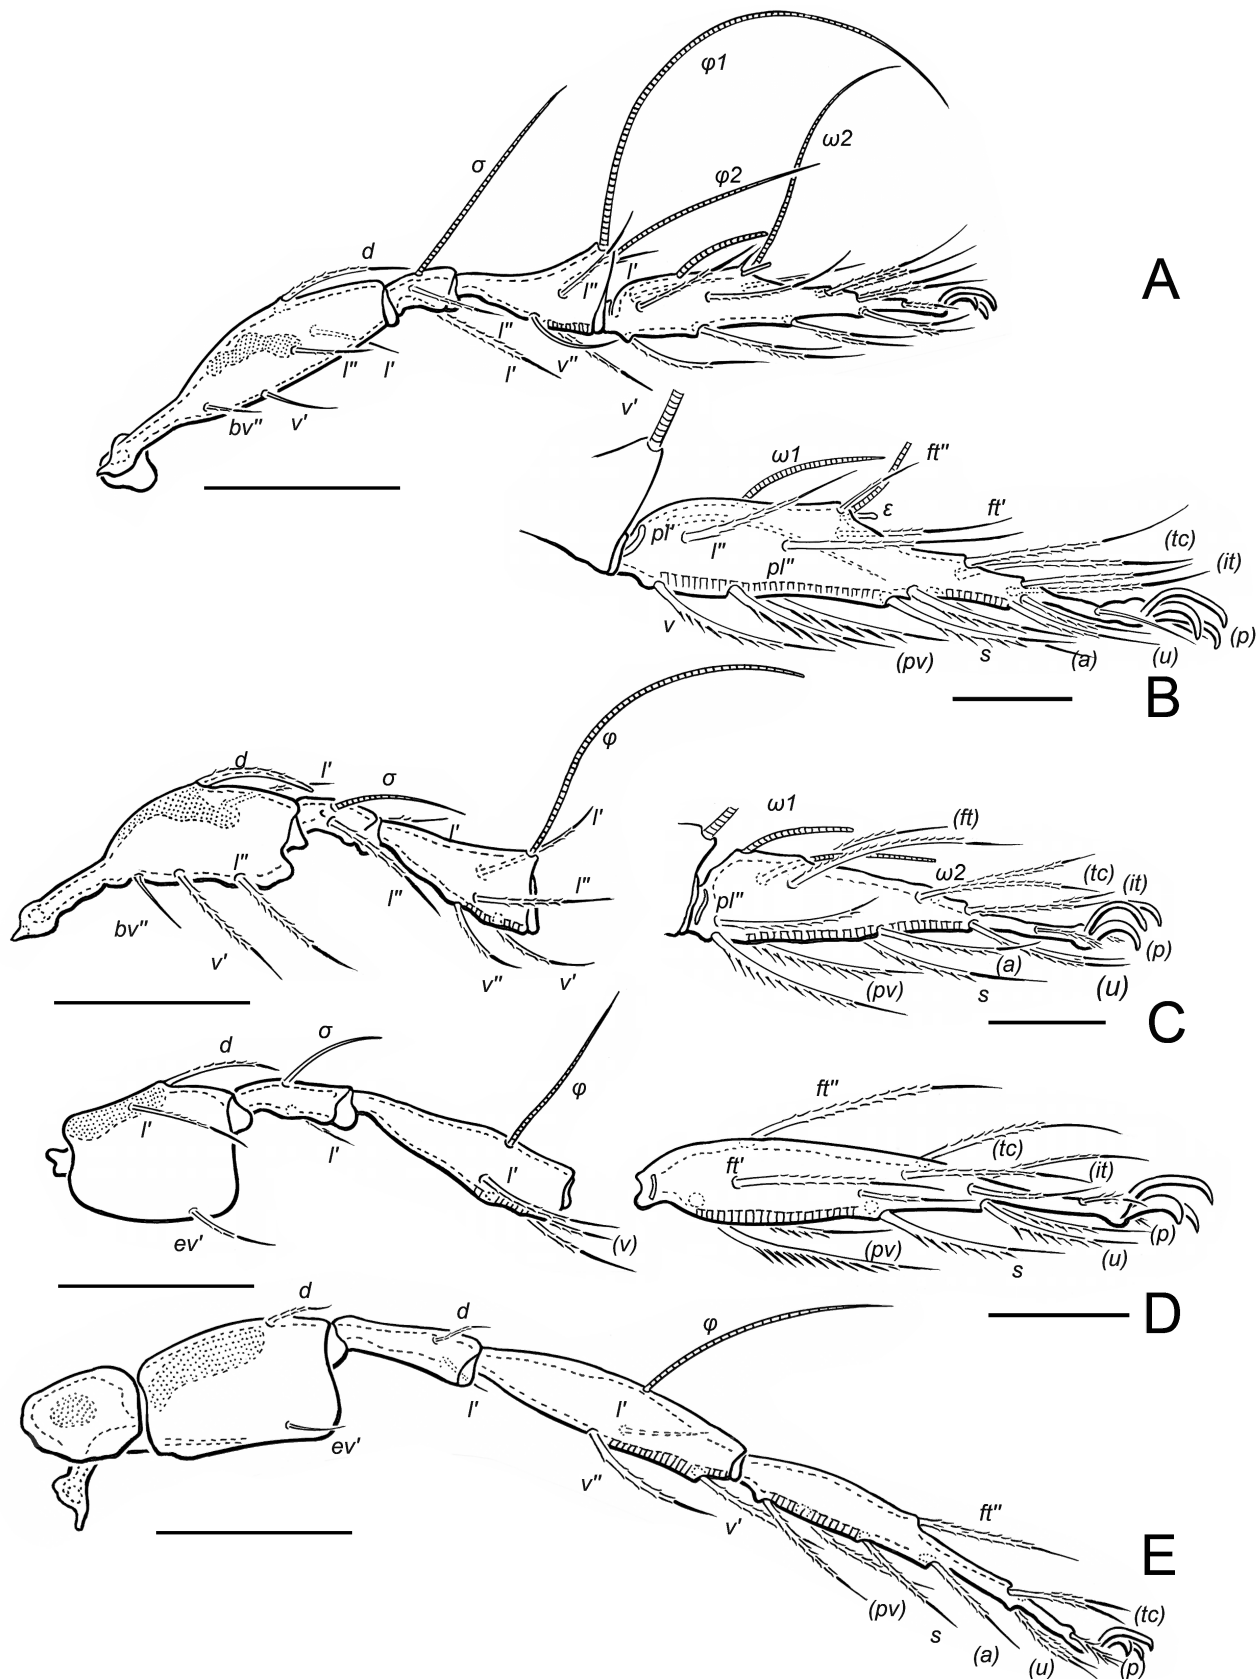 φ1
ω2
σ
φ2
d
A
l'
l"
l"
v"
l" l'
l'
bv" v'
v'
ω1
ft"
ε
ft'
pl'
l"
(tc)
pl"
(it)
v
(p)
(pv) s (a) (u)
B
φ
d l'
σ
ω1
(ft)
l'
l'
l"
l"
l"
pl"
ω2
(tc) (it)
bv"
v'
v" v'
(a)
(p)
(pv) s (u)
C
d
σ
φ
ft"
l'
l'
l'
ft'
(tc)
(it)
ev'
(v)
(pv)
s
(u)
(p)
D
d
d
φ
l'
l'
ev'
v"
v'
ft"
E
(pv)
s
(a)
(u)
(p)
(tc)